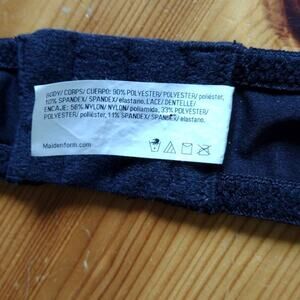 BODY/ CORPS/ CUERPO: 90% POLYESTER/ POLYESTER/ poliéster,
10% SPANDEX/ SPANDEX/ elastano. LACE/ DENTELLE/
ENCAJE: 56% NYLON/ NYLON/ poliamida, 33% POLYESTER/
POLYESTER/ poliéster, 11% SPANDEX/ SPANDEX/ elastano.
Maidenform.com